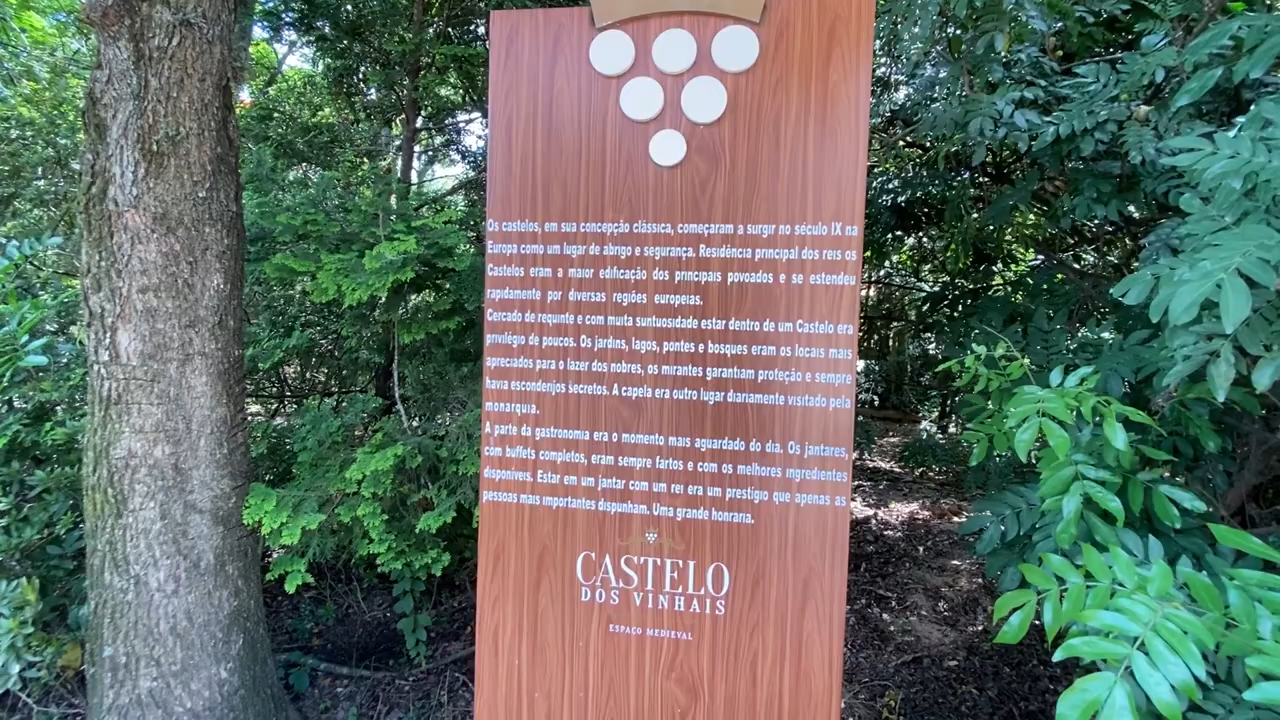 Os castelos, em sua concepção clássica, começaram a surgir no século IX na
Europa como um lugar de abrigo e segurança. Residência principal dos reis os
Castelos eram a maior edificação dos principais povoados e se estendeu
rapidamente por diversas regiões europeias.
Cercado de requinte e com muita suntuosidade estar dentro de um Castelo era
privilégio de poucos. Os jardins, lagos, pontes e bosques eram os locais mais
apreciados para o lazer dos nobres, os mirantes garantiam proteção e sempre
havia esconderijos secretos. A capela era outro lugar diariamente visitado pela
monarquia.
A parte da gastronomia era o momento mais aguardado do dia. Os jantares,
com buffets completos, eram sempre fartos e com os melhores ingredientes
disponíveis. Estar em um jantar com um rei era um prestígio que apenas as
pessoas mais importantes dispunham. Uma grande honraria.
CASTELO
DOS VINHAIS
ESPAÇO MEDIEVAL